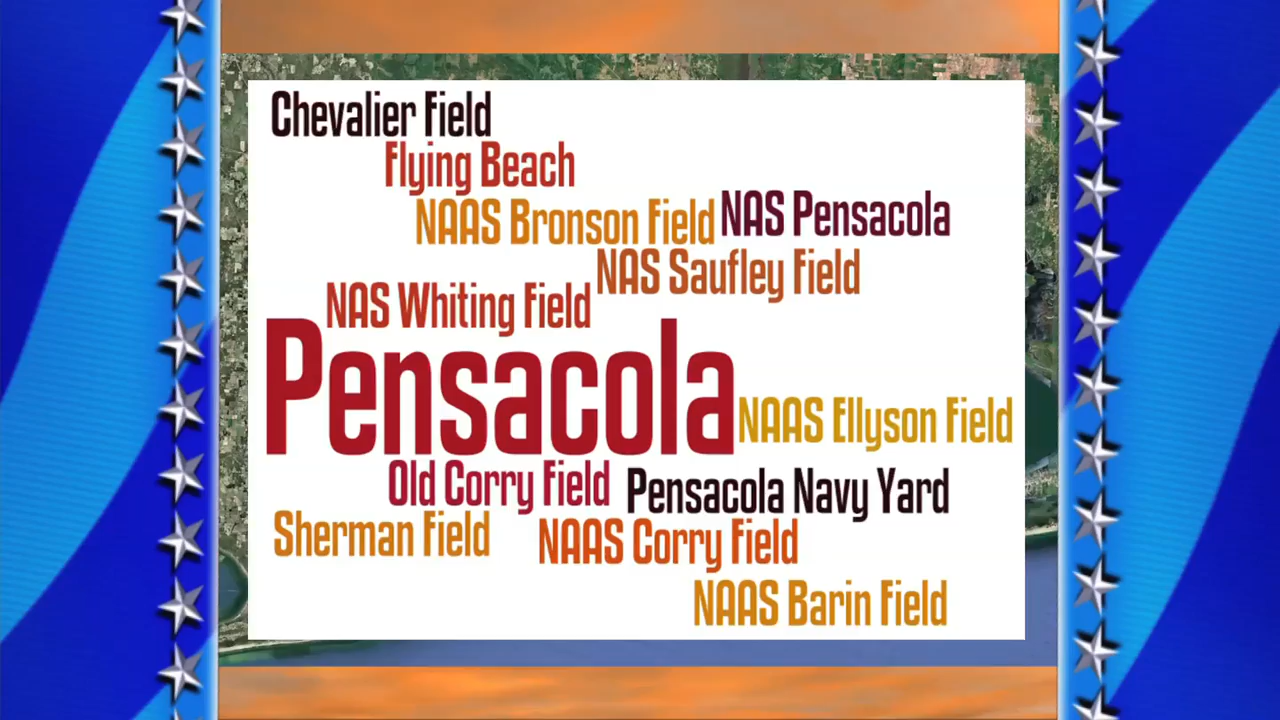 Chevalier Field
Flying Beach
NAAS Bronson Field
NAS Pensacola
NAS Saufley Field
NAS Whiting Field
Pensacola
NAAS Ellyson Field
Old Corry Field
Pensacola Navy Yard
Sherman Field
NAAS Corry Field
NAAS Barin Field